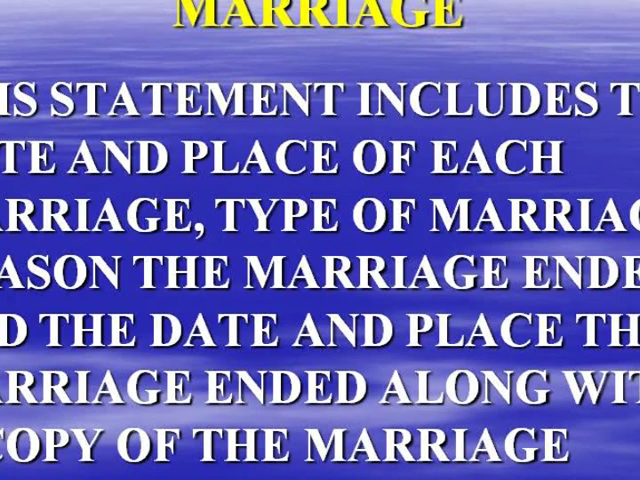 MARRIAGE
IS STATEMENT INCLUDES T
TE AND PLACE OF EACH
RRIAGE, TYPE OF MARRIAG
ASON THE MARRIAGE ENDE
D THE DATE AND PLACE TH
RRIAGE ENDED ALONG WIT
COPY OF THE MARRIAGE